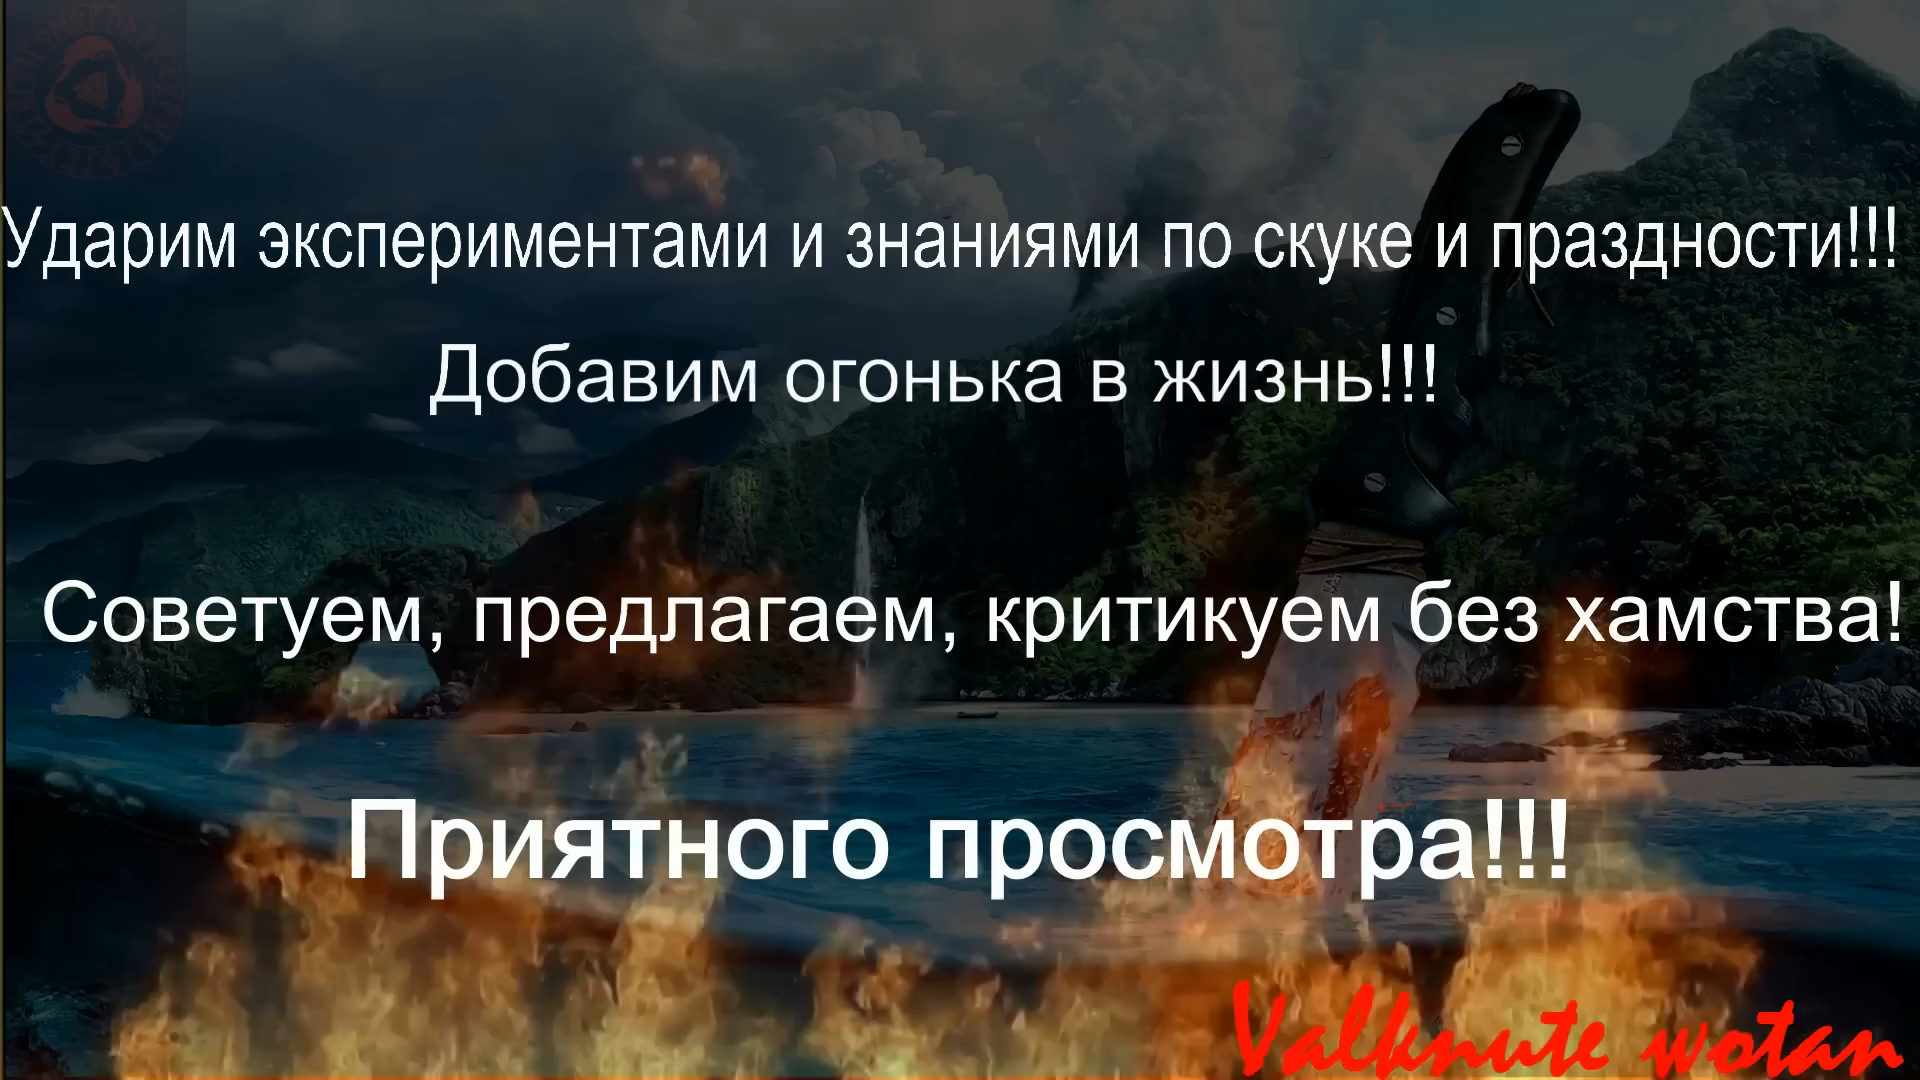 Ударим экспериментами и знаниями по скуке и праздности!!!
Добавим огонька в жизнь!!!
Советуем, предлагаем, критикуем без хамства!
Приятного просмотра!!!
Valknute wotan